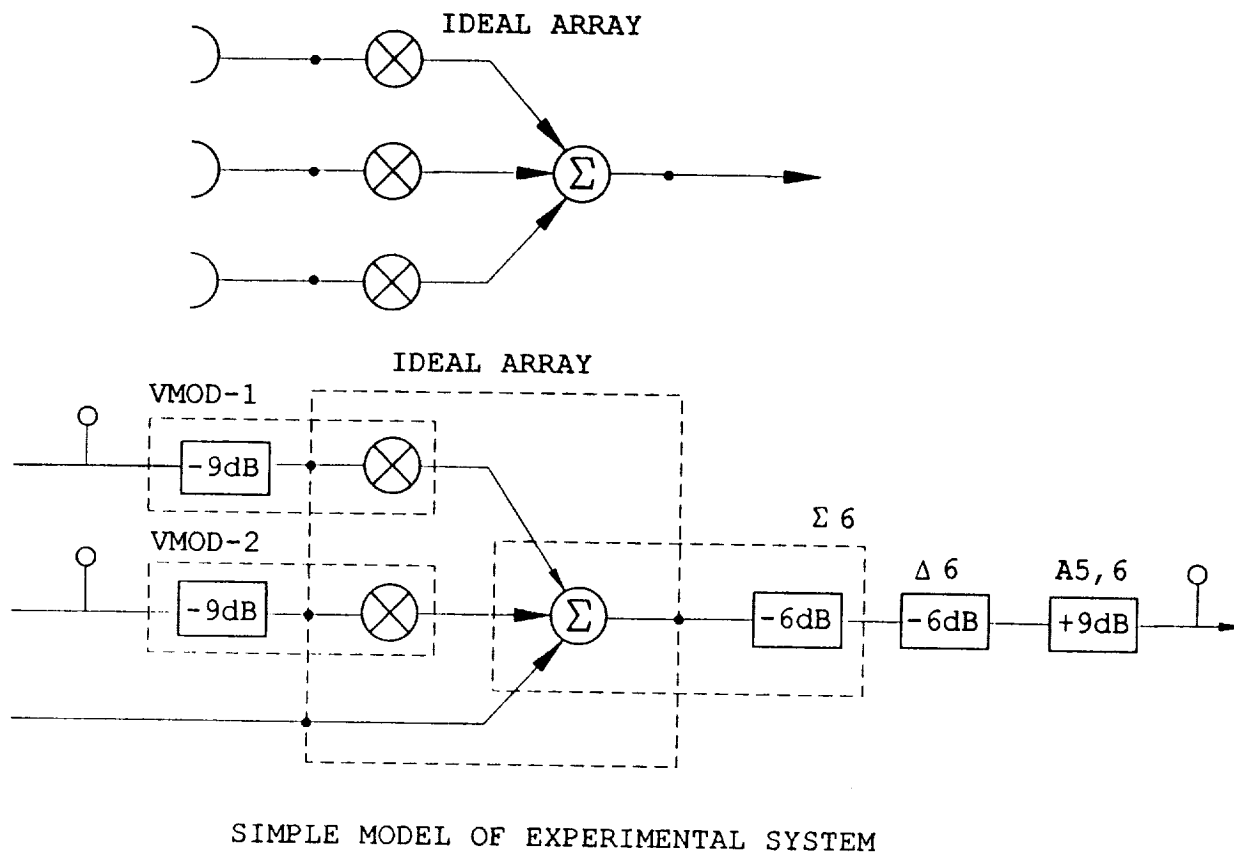 IDEAL ARRAY
Σ
IDEAL ARRAY
VMOD-1
-9dB
VMOD-2
-9dB
Σ
Σ 6
-6dB
Δ 6
-6dB
A5,6
+9dB
SIMPLE MODEL OF EXPERIMENTAL SYSTEM